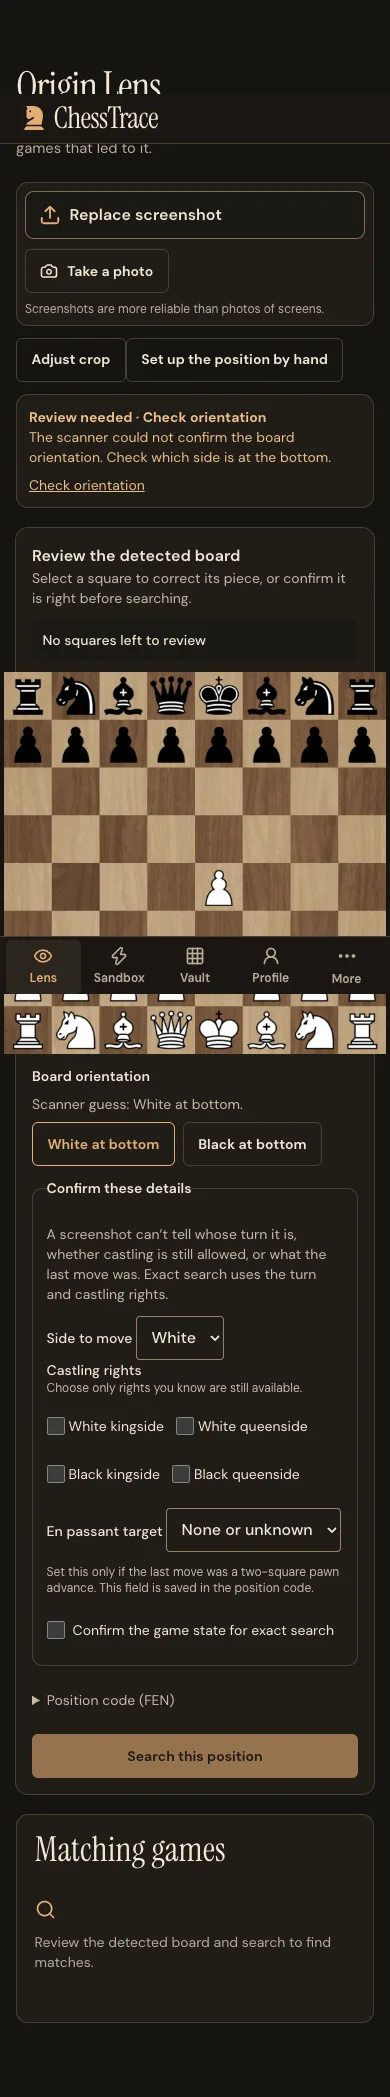 Origin Lens
ChessTrace
games that led to it.
Replace screenshot
Take a photo
Screenshots are more reliable than photos of screens.
Adjust crop
Set up the position by hand
Review needed · Check orientation
The scanner could not confirm the board
orientation. Check which side is at the bottom.
Check orientation
Review the detected board
Select a square to correct its piece, or confirm it
is right before searching.
No squares left to review
Lens
Sandbox
Vault
Profile
More
Board orientation
Scanner guess: White at bottom.
White at bottom
Black at bottom
Confirm these details
A screenshot can’t tell whose turn it is,
whether castling is still allowed, or what the
last move was. Exact search uses the turn
and castling rights.
Side to move White
Castling rights
Choose only rights you know are still available.
White kingside White queenside
Black kingside Black queenside
En passant target None or unknown
Set this only if the last move was a two-square pawn
advance. This field is saved in the position code.
Confirm the game state for exact search
Position code (FEN)
Search this position
Matching games
Review the detected board and search to find
matches.